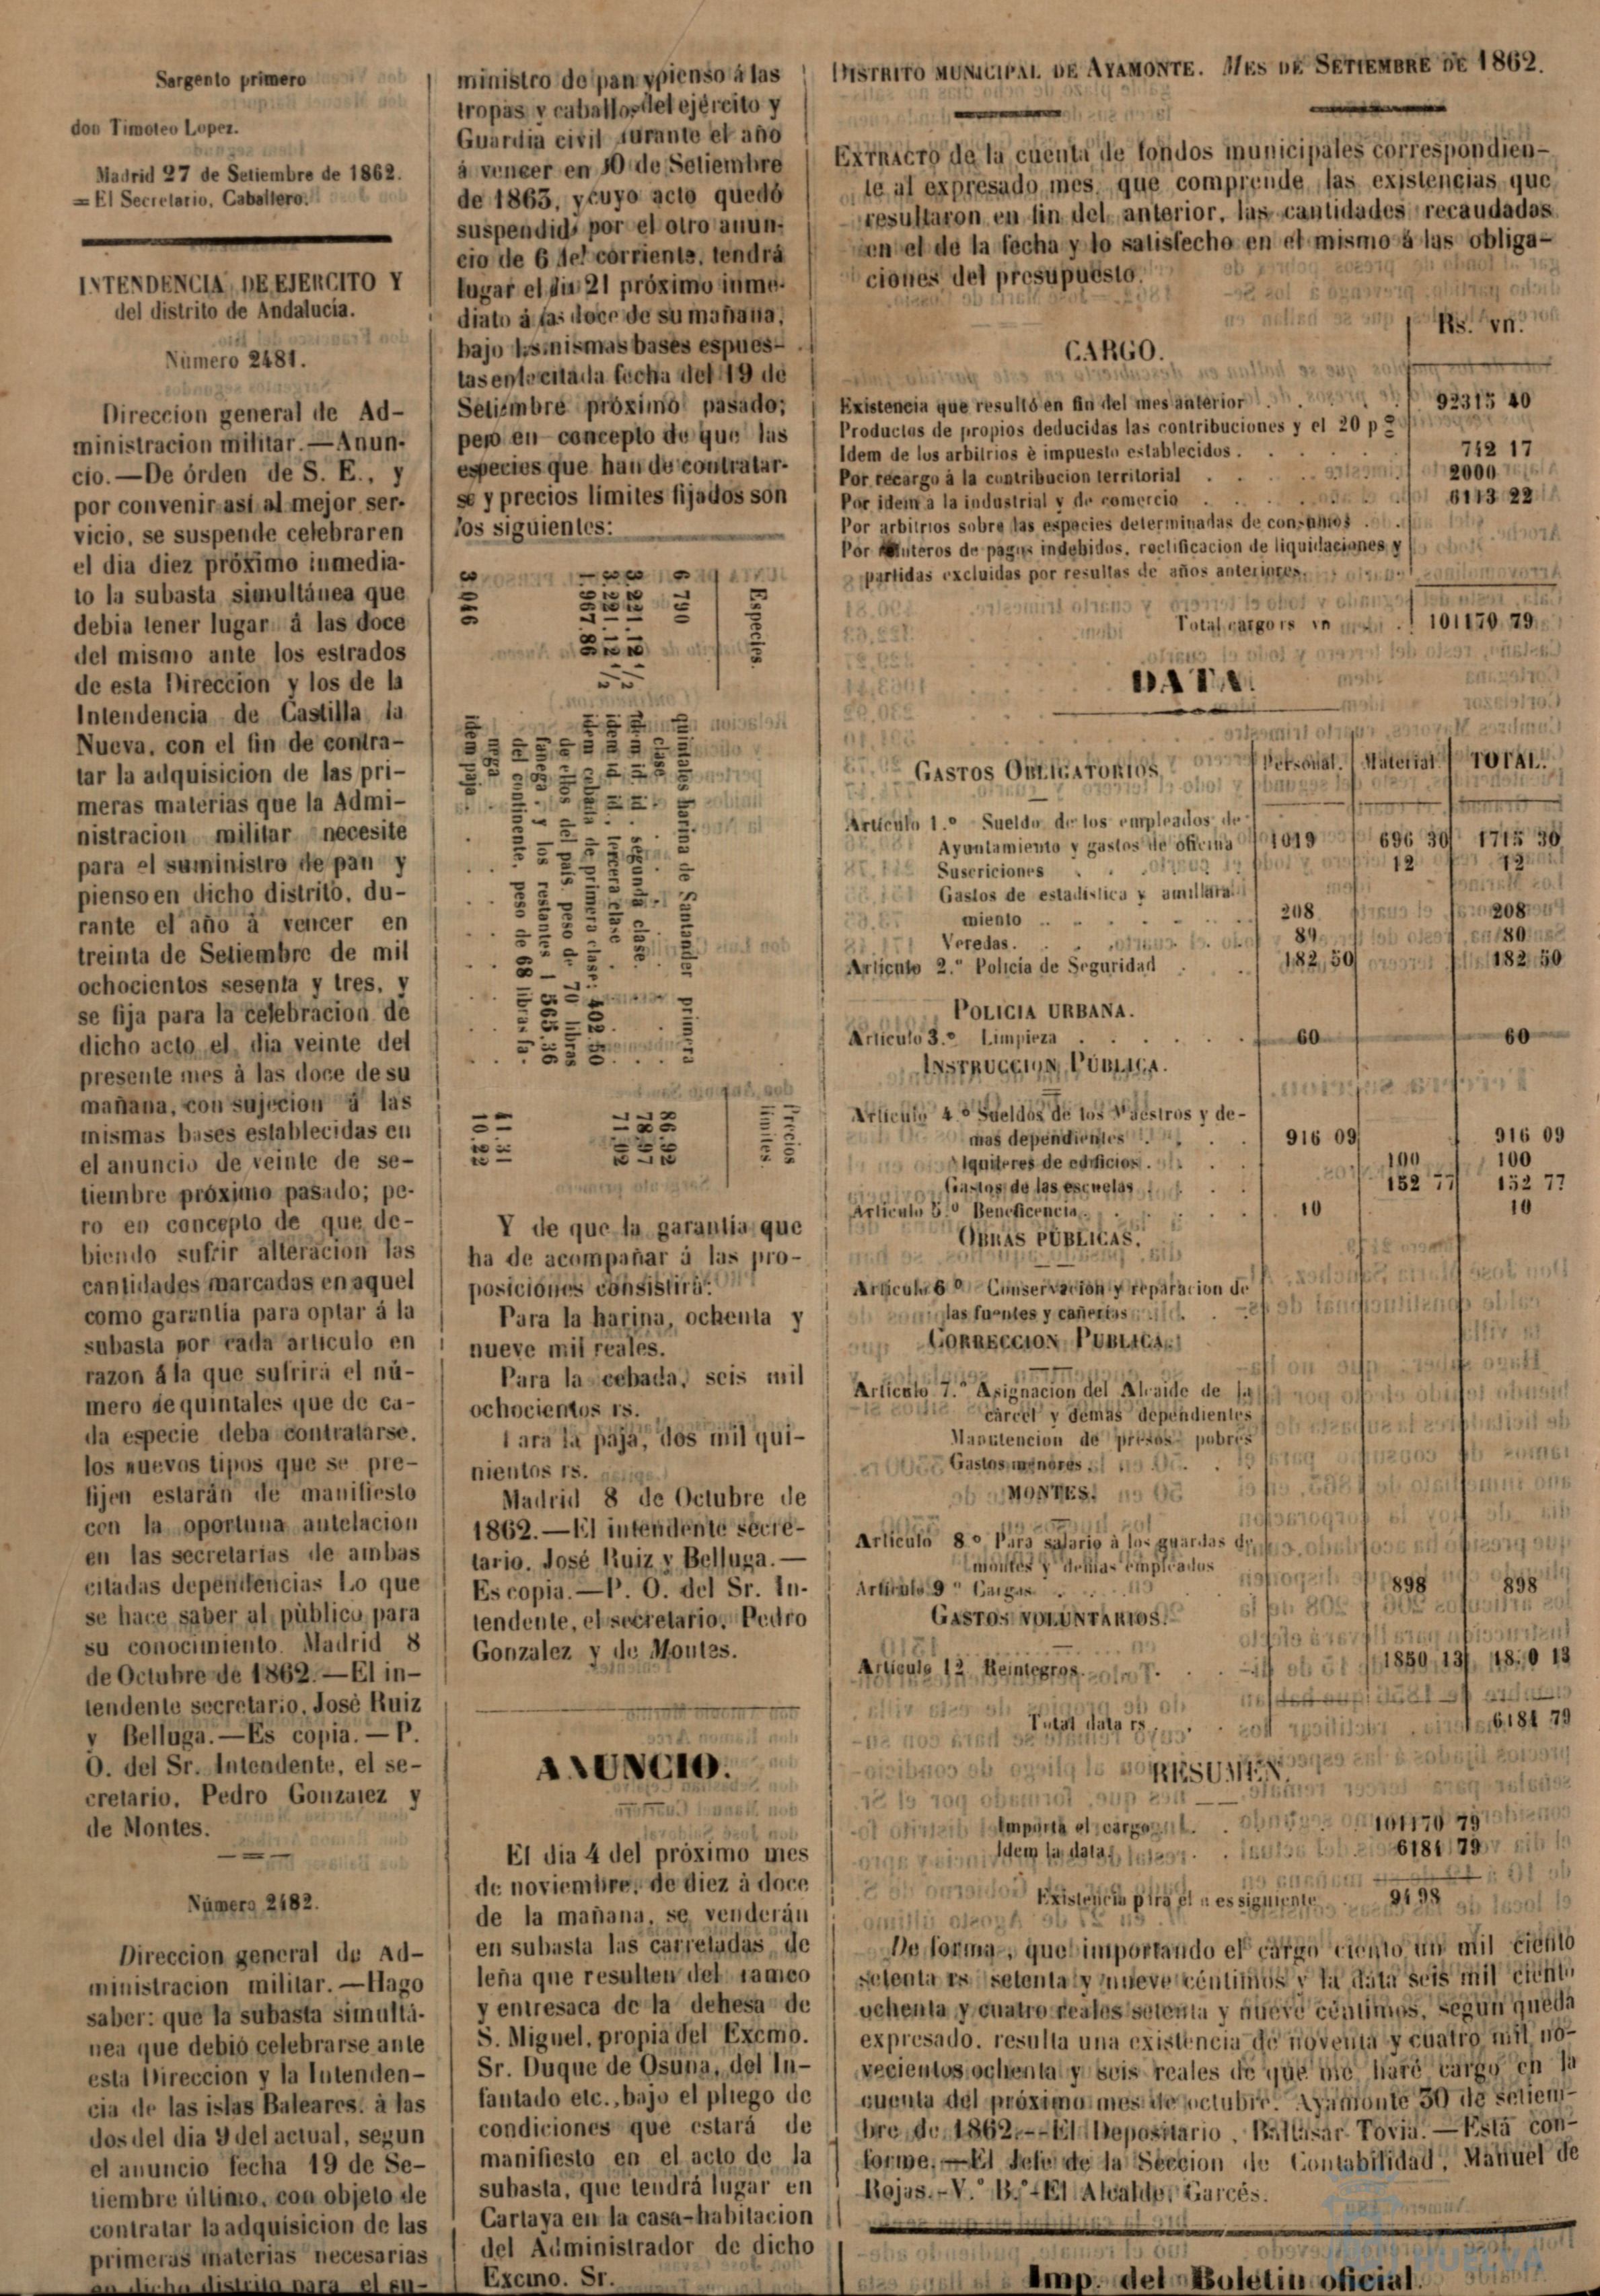 Sargento primero
don Timoteo Lopez.
Madrid 27 de Setiembre de 1862.
=El Secretario, Caballero.
INTENDENCIA DE EJERCITO Y
del distrito de Andalucía.
Número 2481.
Direccion general de Ad-
ministracion militar.—Anun-
cio.—De órden de S. E., y
por convenir así al mejor ser-
vicio, se suspende celebraren
el dia diez próximo inmedia-
to la subasta simultánea que
debia tener lugar á las doce
del mismo ante los estrados
de esta Direccion y los de la
Intendencia de Castilla la
Nueva, con el fin de contra-
tar la adquisicion de las pri-
meras materias que la Admi-
nistracion militar necesite
para el suministro de pan y
pienso en dicho distrito, du-
rante el año á vencer en
treinta de Setiembre de mil
ochocientos sesenta y tres, y
se fija para la celebracion de
dicho acto el dia veinte del
presente mes á las doce de su
mañana, con sujecion á las
mismas bases establecidas en
el anuncio de veinte de se-
tiembre próximo pasado; pe-
ro en concepto de que de-
biendo sufrir alteracion las
cantidades marcadas en aquel
como garantia para optar á la
subasta por cada articulo en
razon á la que sufrirá el nú-
mero de quintales que de ca-
da especie deba contratarse,
los nuevos tipos que se pre-
fijen estarán de manifiesto
con la oportuna antelacion
en las secretarias de ambas
citadas dependencias Lo que
se hace saber al público para
su conocimiento. Madrid 8
de Octubre de 1862.—El in-
tendente secretario, José Ruiz
y Belluga.—Es copia.—P.
O. del Sr. Intendente, el se-
cretario, Pedro Gonzalez y
de Montes.
Número 2482.
Direccion general de Ad-
ministracion militar.—Hago
saber: que la subasta simultá-
nea que debió celebrarse ante
esta Direccion y la Intenden-
cia de las islas Baleares, á las
dos del dia 9 del actual, segun
el anuncio fecha 19 de Se-
tiembre último, con objeto de
contratar la adquisicion de las
primeras materias necesarias
en dicho distrito para el su-
ministro de pan y pienso á las
tropas y caballos del ejército y
Guardia civil durante el año
á vencer en 10 de Setiembre
de 1863, y cuyo acto quedó
suspendido por el otro anun-
cio de 6 del corriente, tendrá
lugar el dia 21 próximo inme-
diato á las doce de su mañana,
bajo las mismas bases espues-
tas en la citada fecha del 19 de
Setiembre próximo pasado;
pero en concepto de que las
especies que han de contratar-
se y precios limites fijados son
los siguientes:
Especies.
Precios
limites.
6 790 quintales harina de Santander primera
clase . . . 86.92
3 221.12 1/2 idem id. id. segunda clase. . 78.97
3 221.12 1/2 idem id. id. tercera clase . . 71.02
1.967.86 idem cebada de primera clase: 402.50
de ellos del pais peso de 70 libras
fanega, y los restantes 1 565.36
del continente, peso de 68 libras fa-
nega . . . 41.31
3 046 idem paja. . . . 10.22
Y de que la garantia que
ha de acompañar á las pro-
posiciones consistirá:
Para la harina, ochenta y
nueve mil reales.
Para la cebada, seis mil
ochocientos rs.
Para la paja, dos mil qui-
nientos rs.
Madrid 8 de Octubre de
1862.—El intendente secre-
tario, José Ruiz y Belluga.—
Es copia.—P. O. del Sr. In-
tendente, el secretario, Pedro
Gonzalez y de Montes.
ANUNCIO.
El dia 4 del próximo mes
de noviembre, de diez á doce
de la mañana, se venderán
en subasta las carretadas de
leña que resulten del rameo
y entresaca de la dehesa de
S. Miguel, propia del Excmo.
Sr. Duque de Osuna, del In-
fantado etc., bajo el pliego de
condiciones que estará de
manifiesto en el acto de la
subasta, que tendrá lugar en
Cartaya en la casa-habitacion
del Administrador de dicho
Excmo. Sr.
DISTRITO MUNICIPAL DE AYAMONTE. MES DE SETIEMBRE DE 1862.
EXTRACTO de la cuenta de fondos municipales correspondien-
te al expresado mes, que comprende las existencias que
resultaron en fin del anterior, las cantidades recaudadas
en el de la fecha y lo satisfecho en el mismo á las obliga-
ciones del presupuesto.
Rs. vn.
CARGO.
Existencia que resultó en fin del mes anterior . . . 92315 40
Productos de propios deducidas las contribuciones y el 20 p%
Idem de los arbitrios é impuesto establecidos . . . 742 17
Por recargo á la contribucion territorial . . . 2000
Por idem á la industrial y de comercio . . . 6113 22
Por arbitrios sobre las especies determinadas de consumos . .
Por reinteros de pagos indebidos, rectificacion de liquidaciones y
partidas excluidas por resultas de años anteriores.
Total cargo rs vn . . . 101170 79
DATA.
GASTOS OBLIGATORIOS, Personal. Material TOTAL.
Artículo 1.º Sueldo de los empleados de
Ayuntamiento y gastos de oficina 1019 696 30 1715 30
Suscriciones . . . 12 12
Gastos de estadistica y amillara-
miento . . . 208 208
Veredas. . . . 80 80
Articulo 2.º Policia de Seguridad . . 182,50 182 50
POLICIA URBANA.
Articulo 3.º Limpieza . . . 60 60
INSTRUCCION PÚBLICA.
Articulo 4.º Sueldos de los Maestros y de-
mas dependientes . . . 916 09 916 09
Alquileres de edificios . . . 100 100
Gastos de las escuelas . . . 152 77 152 77
Artículo 5.º Beneficencia . . . 10 10
OBRAS PÚBLICAS.
Articulo 6.º Conservacion y reparacion de
las fuentes y cañerías
CORRECCION PUBLICA.
Articulo 7.º Asignacion del Alcaide de la
carcel y demas dependientes
Manutencion de presos pobres
Gastos menores.
MONTES.
Artículo 8.º Para salario á los guardas de
montes y demas empleados
Artículo 9.º Cargas . . . 898 898
GASTOS VOLUNTARIOS.
Artículo 12 Reintegros. . . . 1850 13 1850 13
Total data rs . . . 6184 79
RESUMEN.
Importa el cargo . . . 101170 79
Idem la data. . . . 6184 79
Existencia para el mes siguiente . 9498
De forma, que importando el cargo ciento un mil ciento
setenta rs setenta y nueve céntimos y la data seis mil ciento
ochenta y cuatro reales setenta y nueve céntimos, segun queda
expresado, resulta una existencia de noventa y cuatro mil no-
vecientos ochenta y seis reales de que me haré cargo en la
cuenta del próximo mes de octubre. Ayamonte 30 de setiem-
bre de 1862.--El Depositario, Baltasar Tovia.—Está con-
forme.—El Jefe de la Seccion de Contabilidad, Manuel de
Rojas.-V.º B.º-El Alcalde, Garcés.
Imp. del Boletin oficial.